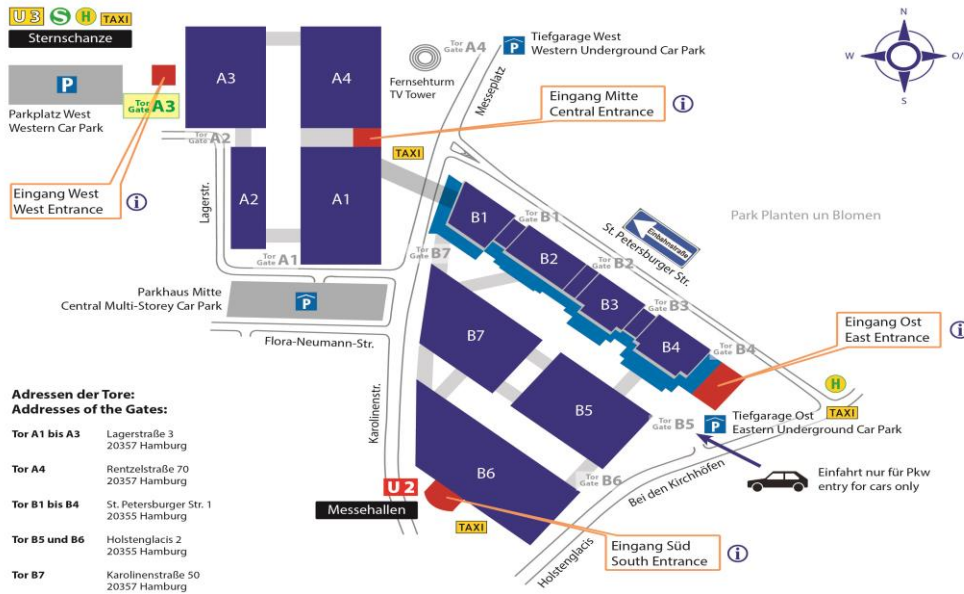 U3 S H TAXI
Sternschanze
P
Parkplatz West
Western Car Park
Tor
Gate A3
Eingang West
West Entrance
i
A3
A4
Tor
Gate A2
A2
A1
Tor
Gate A1
Lagerstr.
Fernsehturm
TV Tower
Tor
Gate A4
P
Tiefgarage West
Western Underground Car Park
Messeplatz
Eingang Mitte
Central Entrance
i
TAXI
N
W
O/E
S
Parkhaus Mitte
Central Multi-Storey Car Park
P
Flora-Neumann-Str.
Karolinenstr.
B1
Tor
Gate B1
B2
Tor
Gate B2
B3
Tor
Gate B3
B4
Tor
Gate B4
Einbahnstraße
St. Petersburger Str.
Park Planten un Blomen
Tor
Gate B7
B7
B5
B6
Eingang Ost
East Entrance
i
H
TAXI
Tor
Gate B5
P
Tiefgarage Ost
Eastern Underground Car Park
Einfahrt nur für Pkw
entry for cars only
Bei den Kirchhöfen
Tor
Gate B6
Holstenglacis
U2
Messehallen
TAXI
Eingang Süd
South Entrance
i
Adressen der Tore:
Addresses of the Gates:
Tor A1 bis A3 Lagerstraße 3
20357 Hamburg
Tor A4 Rentzelstraße 70
20357 Hamburg
Tor B1 bis B4 St. Petersburger Str. 1
20355 Hamburg
Tor B5 und B6 Holstenglacis 2
20355 Hamburg
Tor B7 Karolinenstraße 50
20357 Hamburg